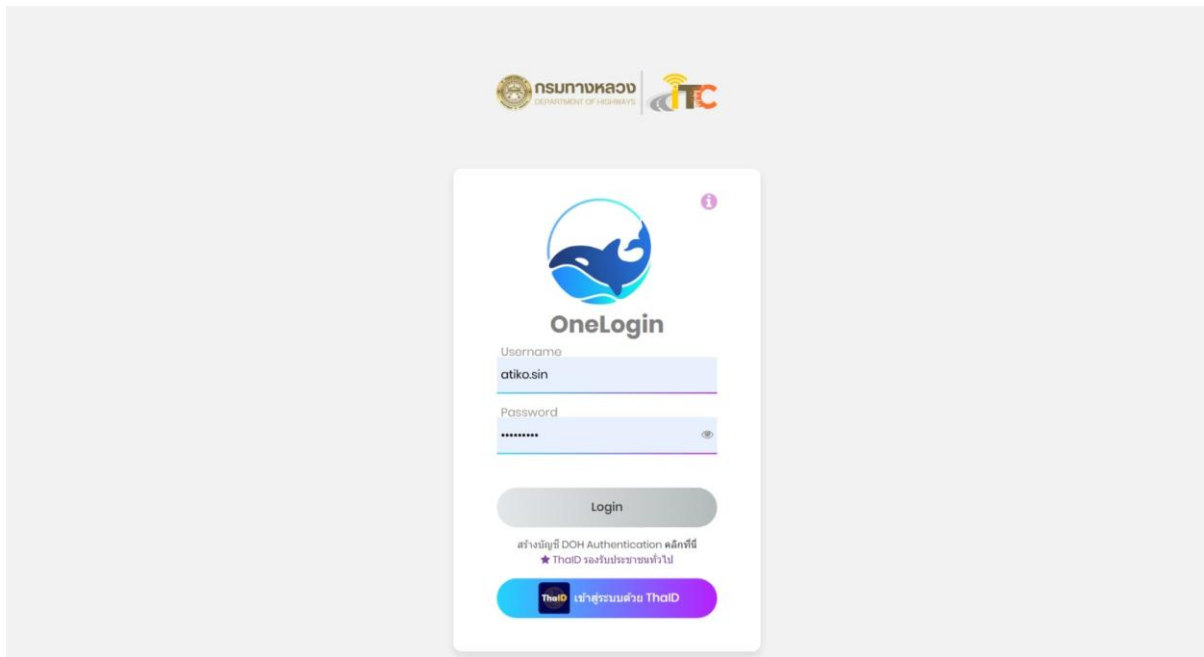 กรมทางหลวง
DEPARTMENT OF HIGHWAYS
iTC
OneLogin
Username
atiko.sin
Password
•••••••••
Login
สร้างบัญชี DOH Authentication คลิกที่นี่
★ ThaID รองรับประชาชนทั่วไป
ThaID เข้าสู่ระบบด้วย ThaID